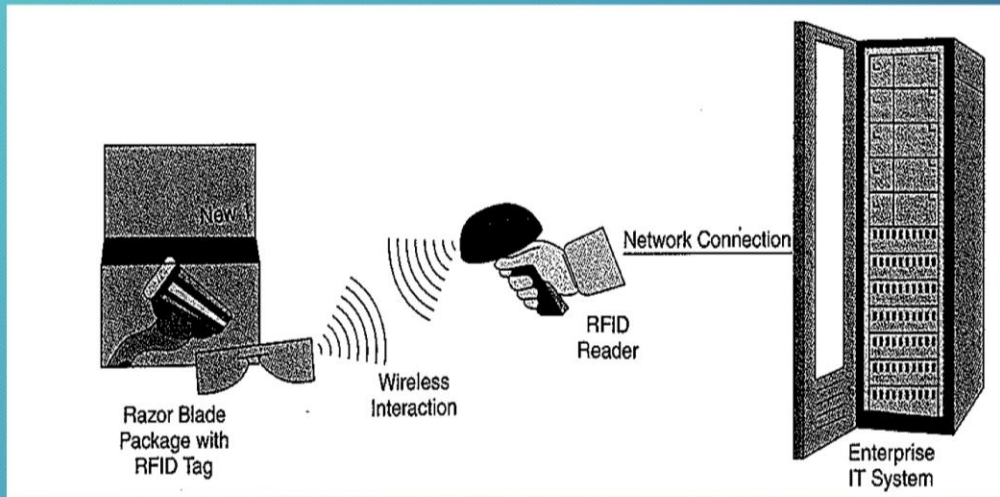 New !
Razor Blade
Package with
RFID Tag
Wireless
Interaction
RFID
Reader
Network Connection
Enterprise
IT System